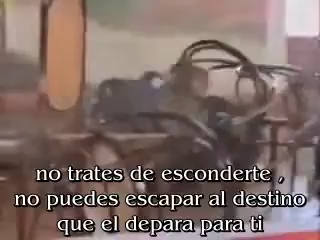 no trates de esconderte ,
no puedes escapar al destino
que el depara para ti